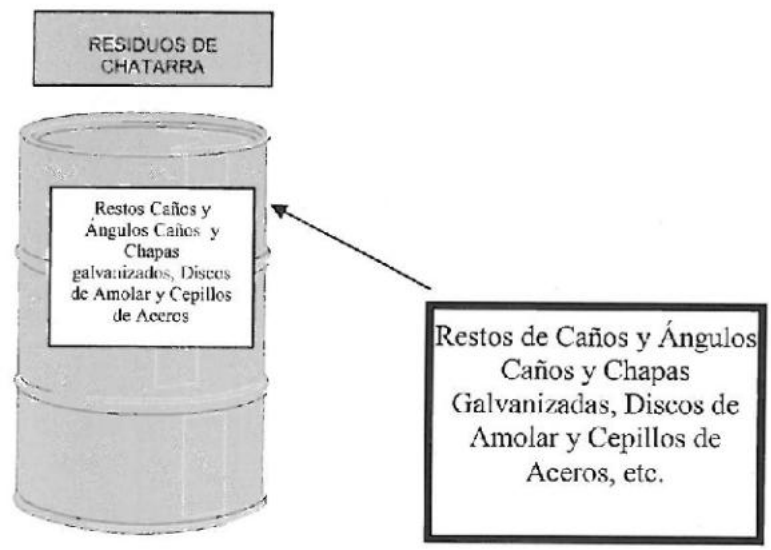 RESIDUOS DE
CHATARRA
Restos Caños y
Ángulos Caños y
Chapas
galvanizados, Discos
de Amolar y Cepillos
de Aceros
Restos de Caños y Ángulos
Caños y Chapas
Galvanizadas, Discos de
Amolar y Cepillos de
Aceros, etc.